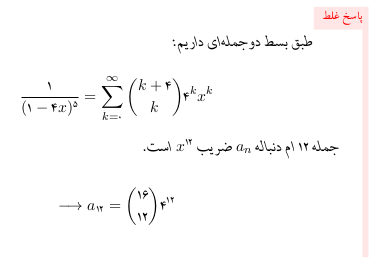 پاسخ غلط
طبق بسط دوجمله‌ای داریم:
\frac{۱}{(۱ - ۴x)^۵} = \sum_{k=۰}^{\infty} \binom{k+۴}{k} ۴^k x^k
جمله ۱۲ ام دنباله a_n ضریب x^{۱۲} است.
\longrightarrow a_{۱۲} = \binom{۱۶}{۱۲} ۴^{۱۲}